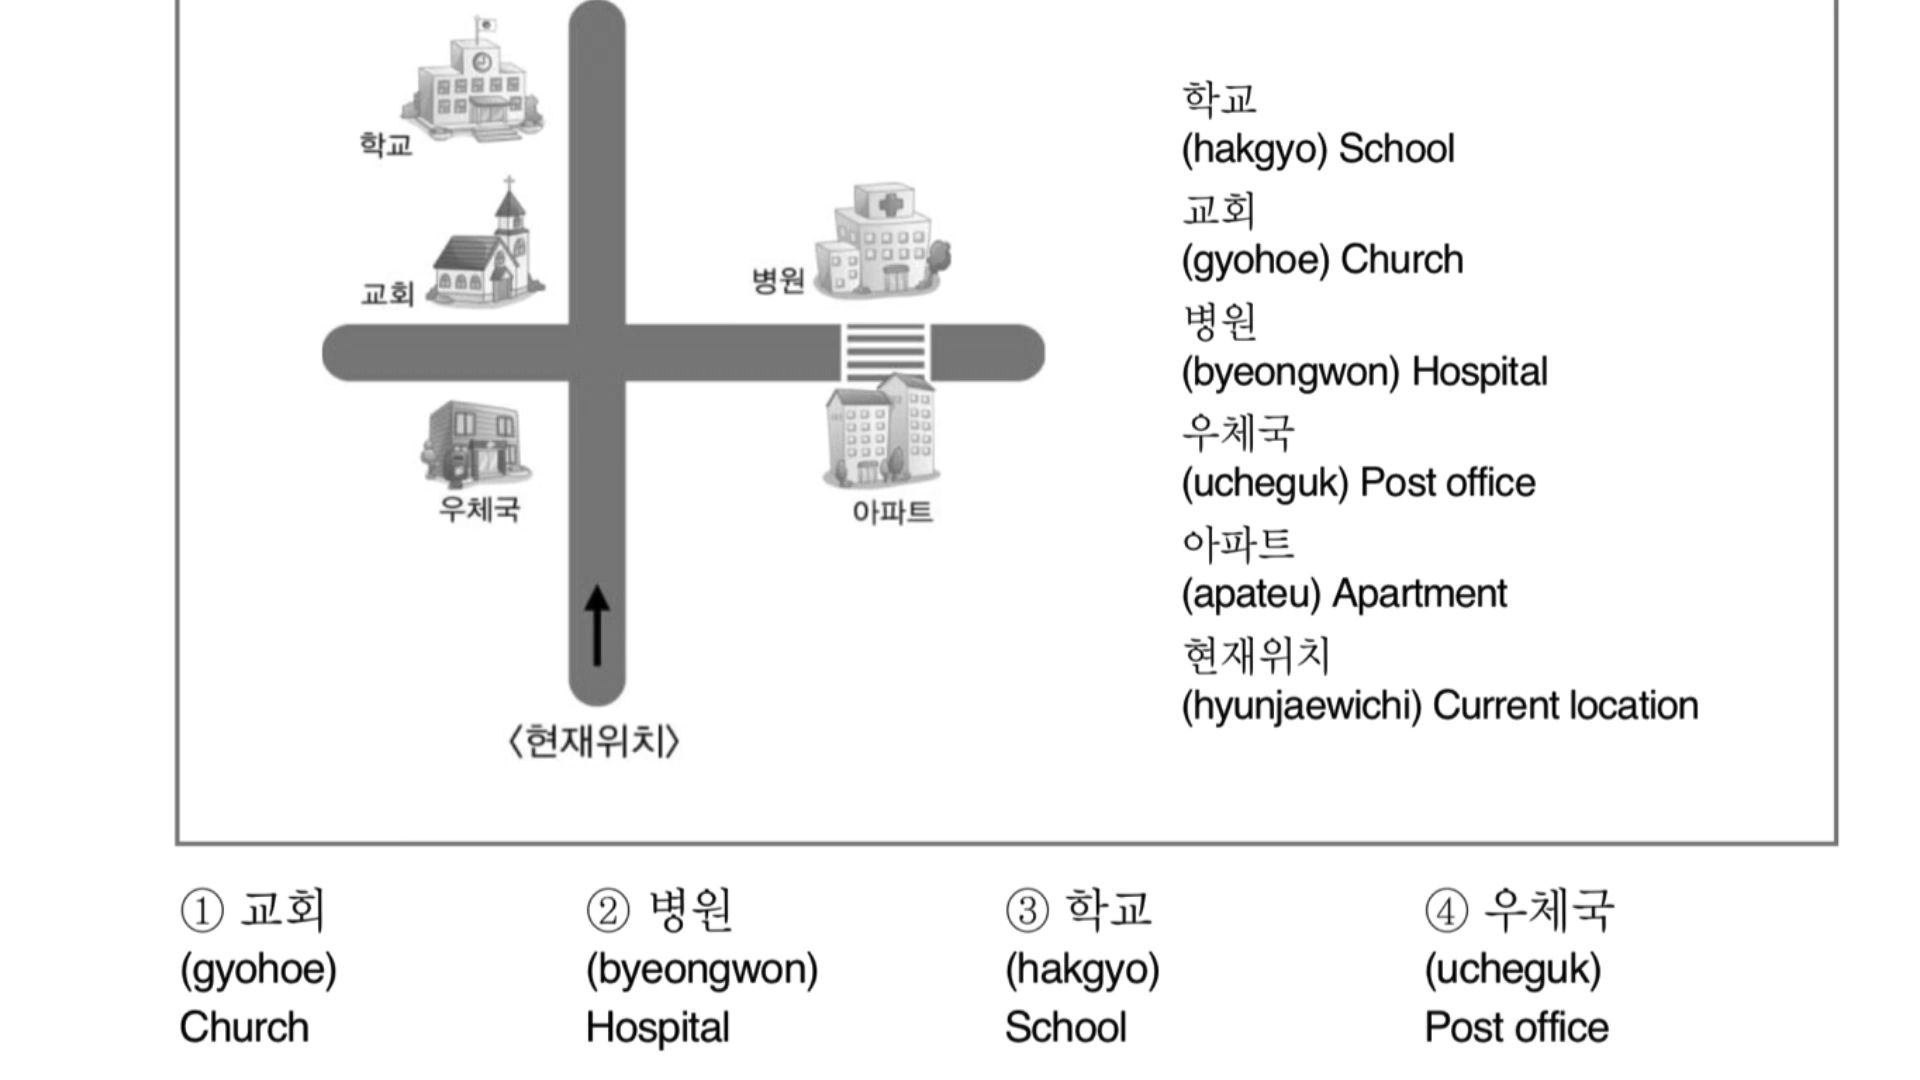 학교
교회
병원
우체국
아파트
〈현재위치〉
학교
(hakgyo) School
교회
(gyohoe) Church
병원
(byeongwon) Hospital
우체국
(ucheguk) Post office
아파트
(apateu) Apartment
현재위치
(hyunjaewichi) Current location
① 교회
(gyohoe)
Church
② 병원
(byeongwon)
Hospital
③ 학교
(hakgyo)
School
④ 우체국
(ucheguk)
Post office